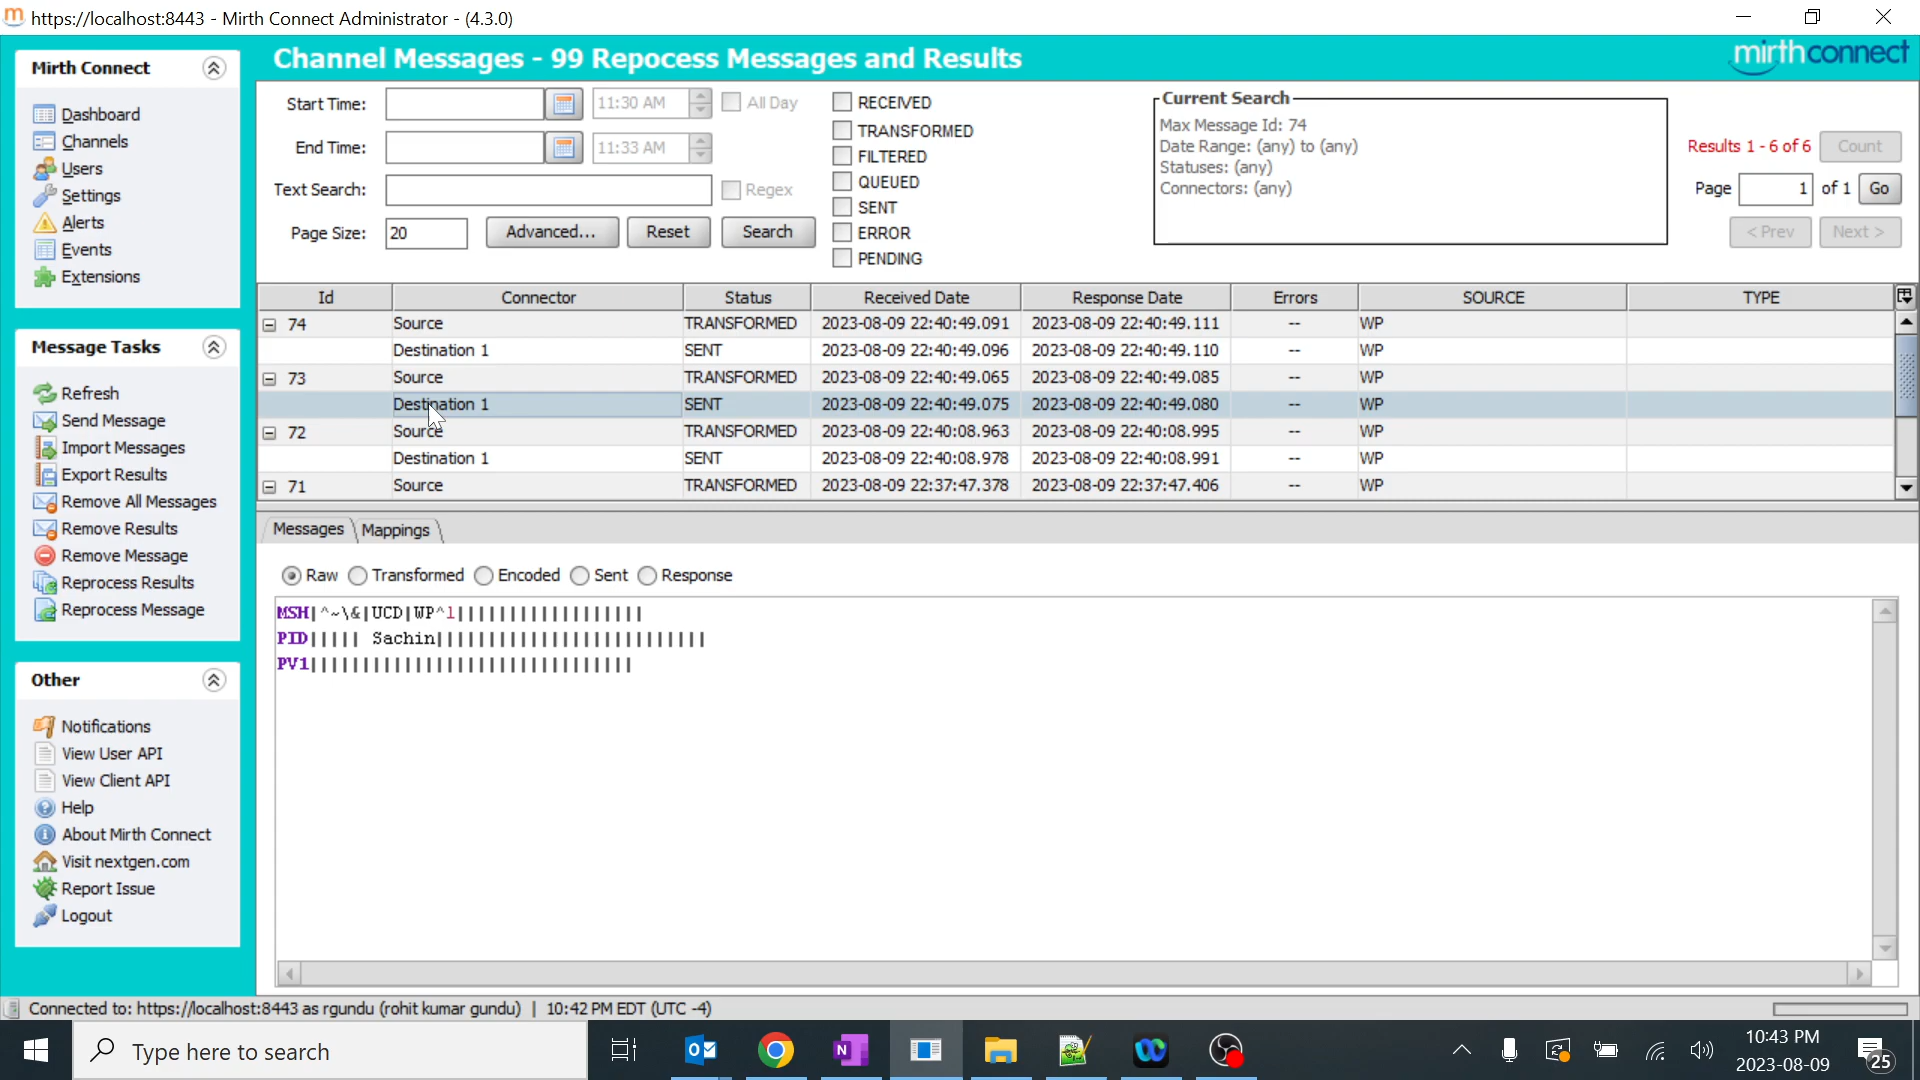 https://localhost:8443 - Mirth Connect Administrator - (4.3.0)
Mirth Connect
Dashboard
Channels
Users
Settings
Alerts
Events
Extensions
Message Tasks
Refresh
Send Message
Import Messages
Export Results
Remove All Messages
Remove Results
Remove Message
Reprocess Results
Reprocess Message
Other
Notifications
View User API
View Client API
Help
About Mirth Connect
Visit nextgen.com
Report Issue
Logout
Channel Messages - 99 Repocess Messages and Results
mirthconnect
Start Time: 11:30 AM All Day
End Time: 11:33 AM
Text Search: Regex
Page Size: 20 Advanced... Reset Search
RECEIVED
TRANSFORMED
FILTERED
QUEUED
SENT
ERROR
PENDING
Current Search
Max Message Id: 74
Date Range: (any) to (any)
Statuses: (any)
Connectors: (any)
Results 1 - 6 of 6 Count
Page 1 of 1 Go
< Prev Next >
Id Connector Status Received Date Response Date Errors SOURCE TYPE
74 Source TRANSFORMED 2023-08-09 22:40:49.091 2023-08-09 22:40:49.111 -- WP
Destination 1 SENT 2023-08-09 22:40:49.096 2023-08-09 22:40:49.110 -- WP
73 Source TRANSFORMED 2023-08-09 22:40:49.065 2023-08-09 22:40:49.085 -- WP
Destination 1 SENT 2023-08-09 22:40:49.075 2023-08-09 22:40:49.080 -- WP
72 Source TRANSFORMED 2023-08-09 22:40:08.963 2023-08-09 22:40:08.995 -- WP
Destination 1 SENT 2023-08-09 22:40:08.978 2023-08-09 22:40:08.991 -- WP
71 Source TRANSFORMED 2023-08-09 22:37:47.378 2023-08-09 22:37:47.406 -- WP
Messages Mappings
Raw Transformed Encoded Sent Response
MSH|^~\&|UCD|WP^1||||||||||||||||||
PID||||| Sachin||||||||||||||||||||||||||
PV1|||||||||||||||||||||||||||||||
Connected to: https://localhost:8443 as rgundu (rohit kumar gundu) | 10:42 PM EDT (UTC -4)
Type here to search
10:43 PM
2023-08-09
25